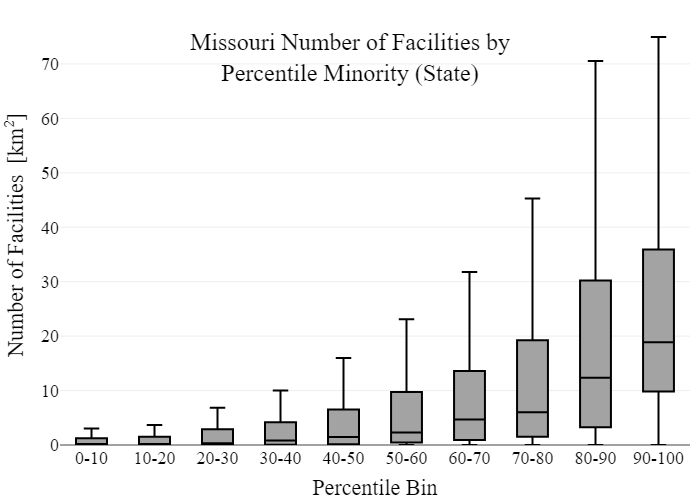 Missouri Number of Facilities by
Percentile Minority (State)
Number of Facilities [km²]
70
60
50
40
30
20
10
0
0-10 10-20 20-30 30-40 40-50 50-60 60-70 70-80 80-90 90-100
Percentile Bin